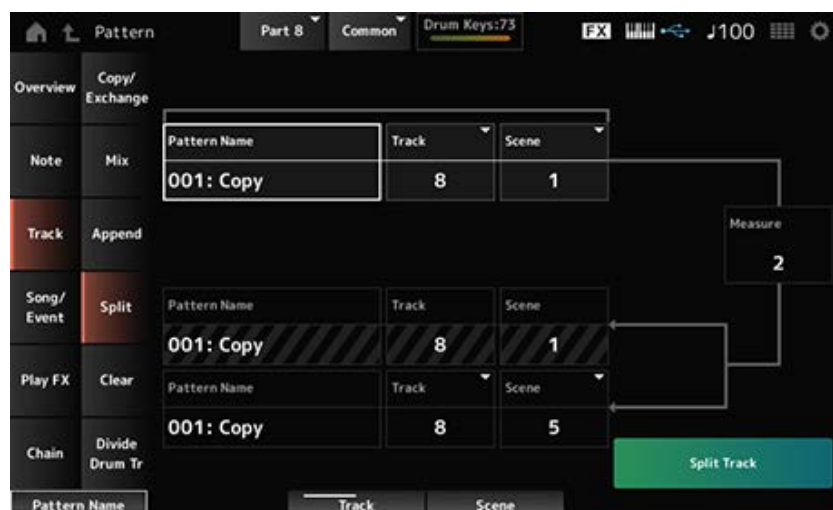 Pattern
Part 8
Common
Drum Keys:73
FX
♩100
Overview
Copy/
Exchange
Pattern Name
Track
Scene
001: Copy
8
1
Note
Mix
Track
Append
Measure
2
Song/
Event
Split
Pattern Name
Track
Scene
001: Copy
8
1
Play FX
Clear
Pattern Name
Track
Scene
001: Copy
8
5
Chain
Divide
Drum Tr
Split Track
Pattern Name
Track
Scene